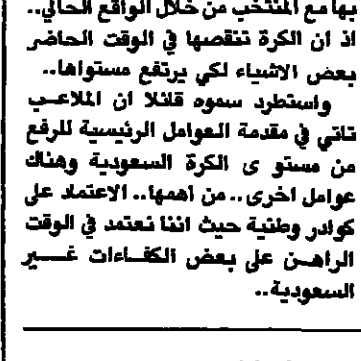 بها مع المنتخب من خلال الواقع الحالي..
اذ ان الكرة تنقصها في الوقت الحاضر
بعض الاشياء لكي يرتفع مستواها..
واستطرد سموه قائلا ان الملاعب
تاتي في مقدمة العوامل الرئيسية للرفع
من مستو ى الكرة السعودية وهناك
عوامل اخرى.. من اهمها.. الاعتماد على
كوادر وطنية حيث اننا نعتمد في الوقت
الراهن على بعض الكفاءات غير
السعودية..